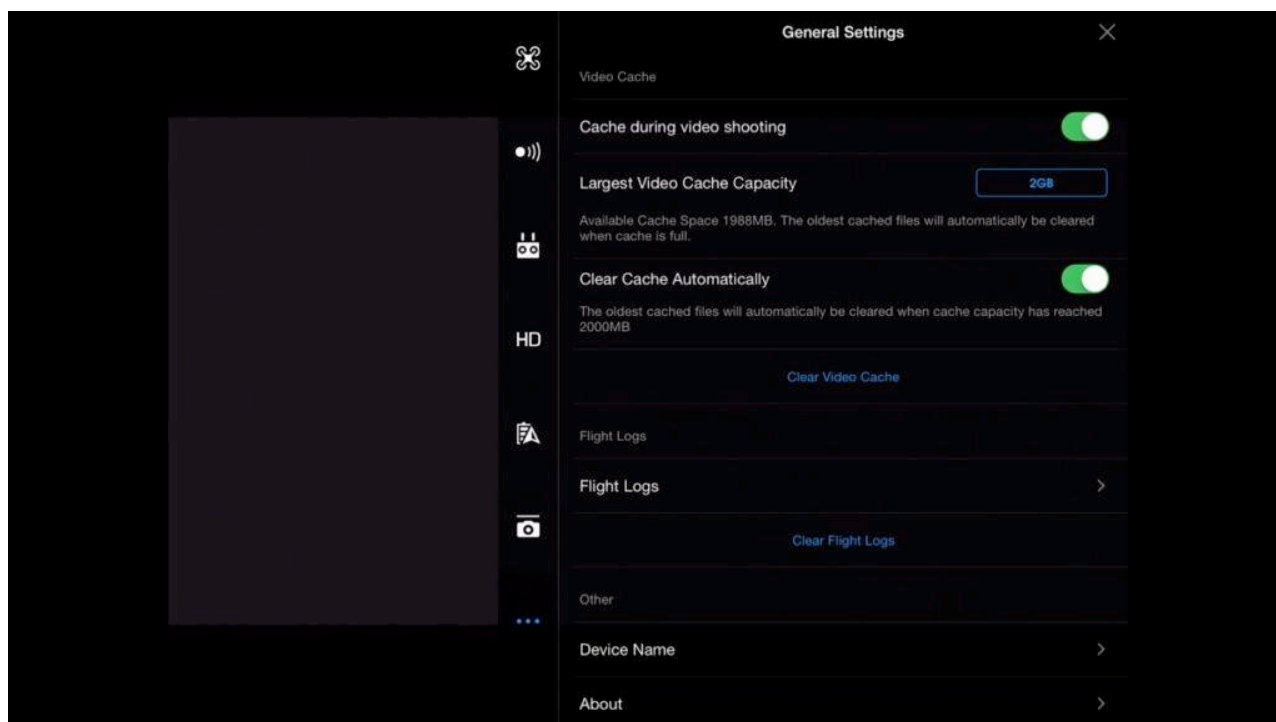 General Settings
Video Cache
Cache during video shooting
Largest Video Cache Capacity
2GB
Available Cache Space 1988MB. The oldest cached files will automatically be cleared
when cache is full.
Clear Cache Automatically
The oldest cached files will automatically be cleared when cache capacity has reached
2000MB
HD
Clear Video Cache
Flight Logs
Flight Logs
Clear Flight Logs
Other
Device Name
About